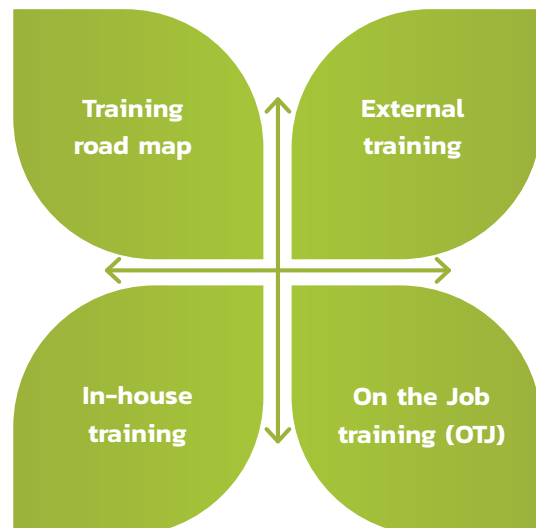 Training
road map
External
training
In-house
training
On the Job
training (OTJ)